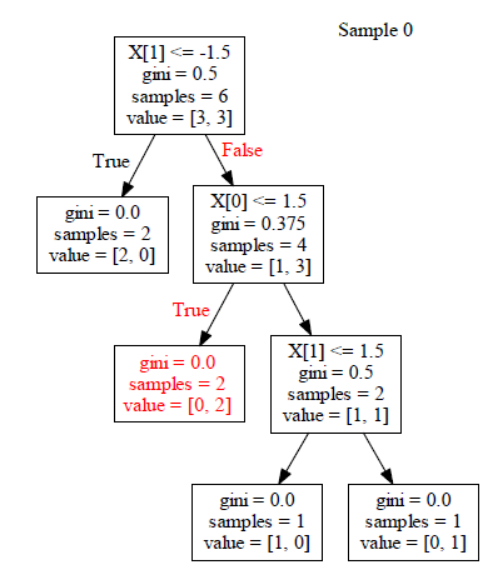 Sample 0
X[1] <= -1.5
gini = 0.5
samples = 6
value = [3, 3]
True
False
gini = 0.0
samples = 2
value = [2, 0]
X[0] <= 1.5
gini = 0.375
samples = 4
value = [1, 3]
True
gini = 0.0
samples = 2
value = [0, 2]
X[1] <= 1.5
gini = 0.5
samples = 2
value = [1, 1]
gini = 0.0
samples = 1
value = [1, 0]
gini = 0.0
samples = 1
value = [0, 1]